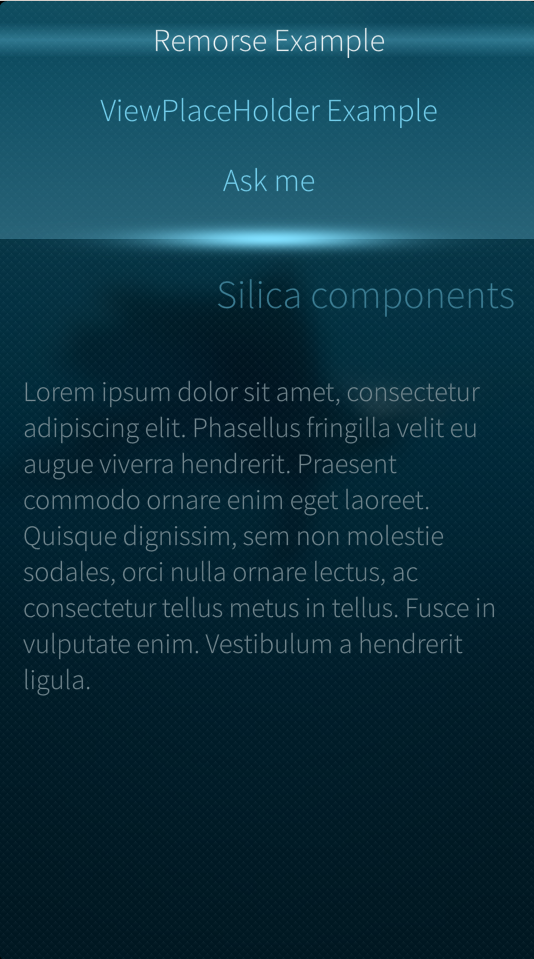 Remorse Example
ViewPlaceHolder Example
Ask me
Silica components
Lorem ipsum dolor sit amet, consectetur
adipiscing elit. Phasellus fringilla velit eu
augue viverra hendrerit. Praesent
commodo ornare enim eget laoreet.
Quisque dignissim, sem non molestie
sodales, orci nulla ornare lectus, ac
consectetur tellus metus in tellus. Fusce in
vulputate enim. Vestibulum a hendrerit
ligula.